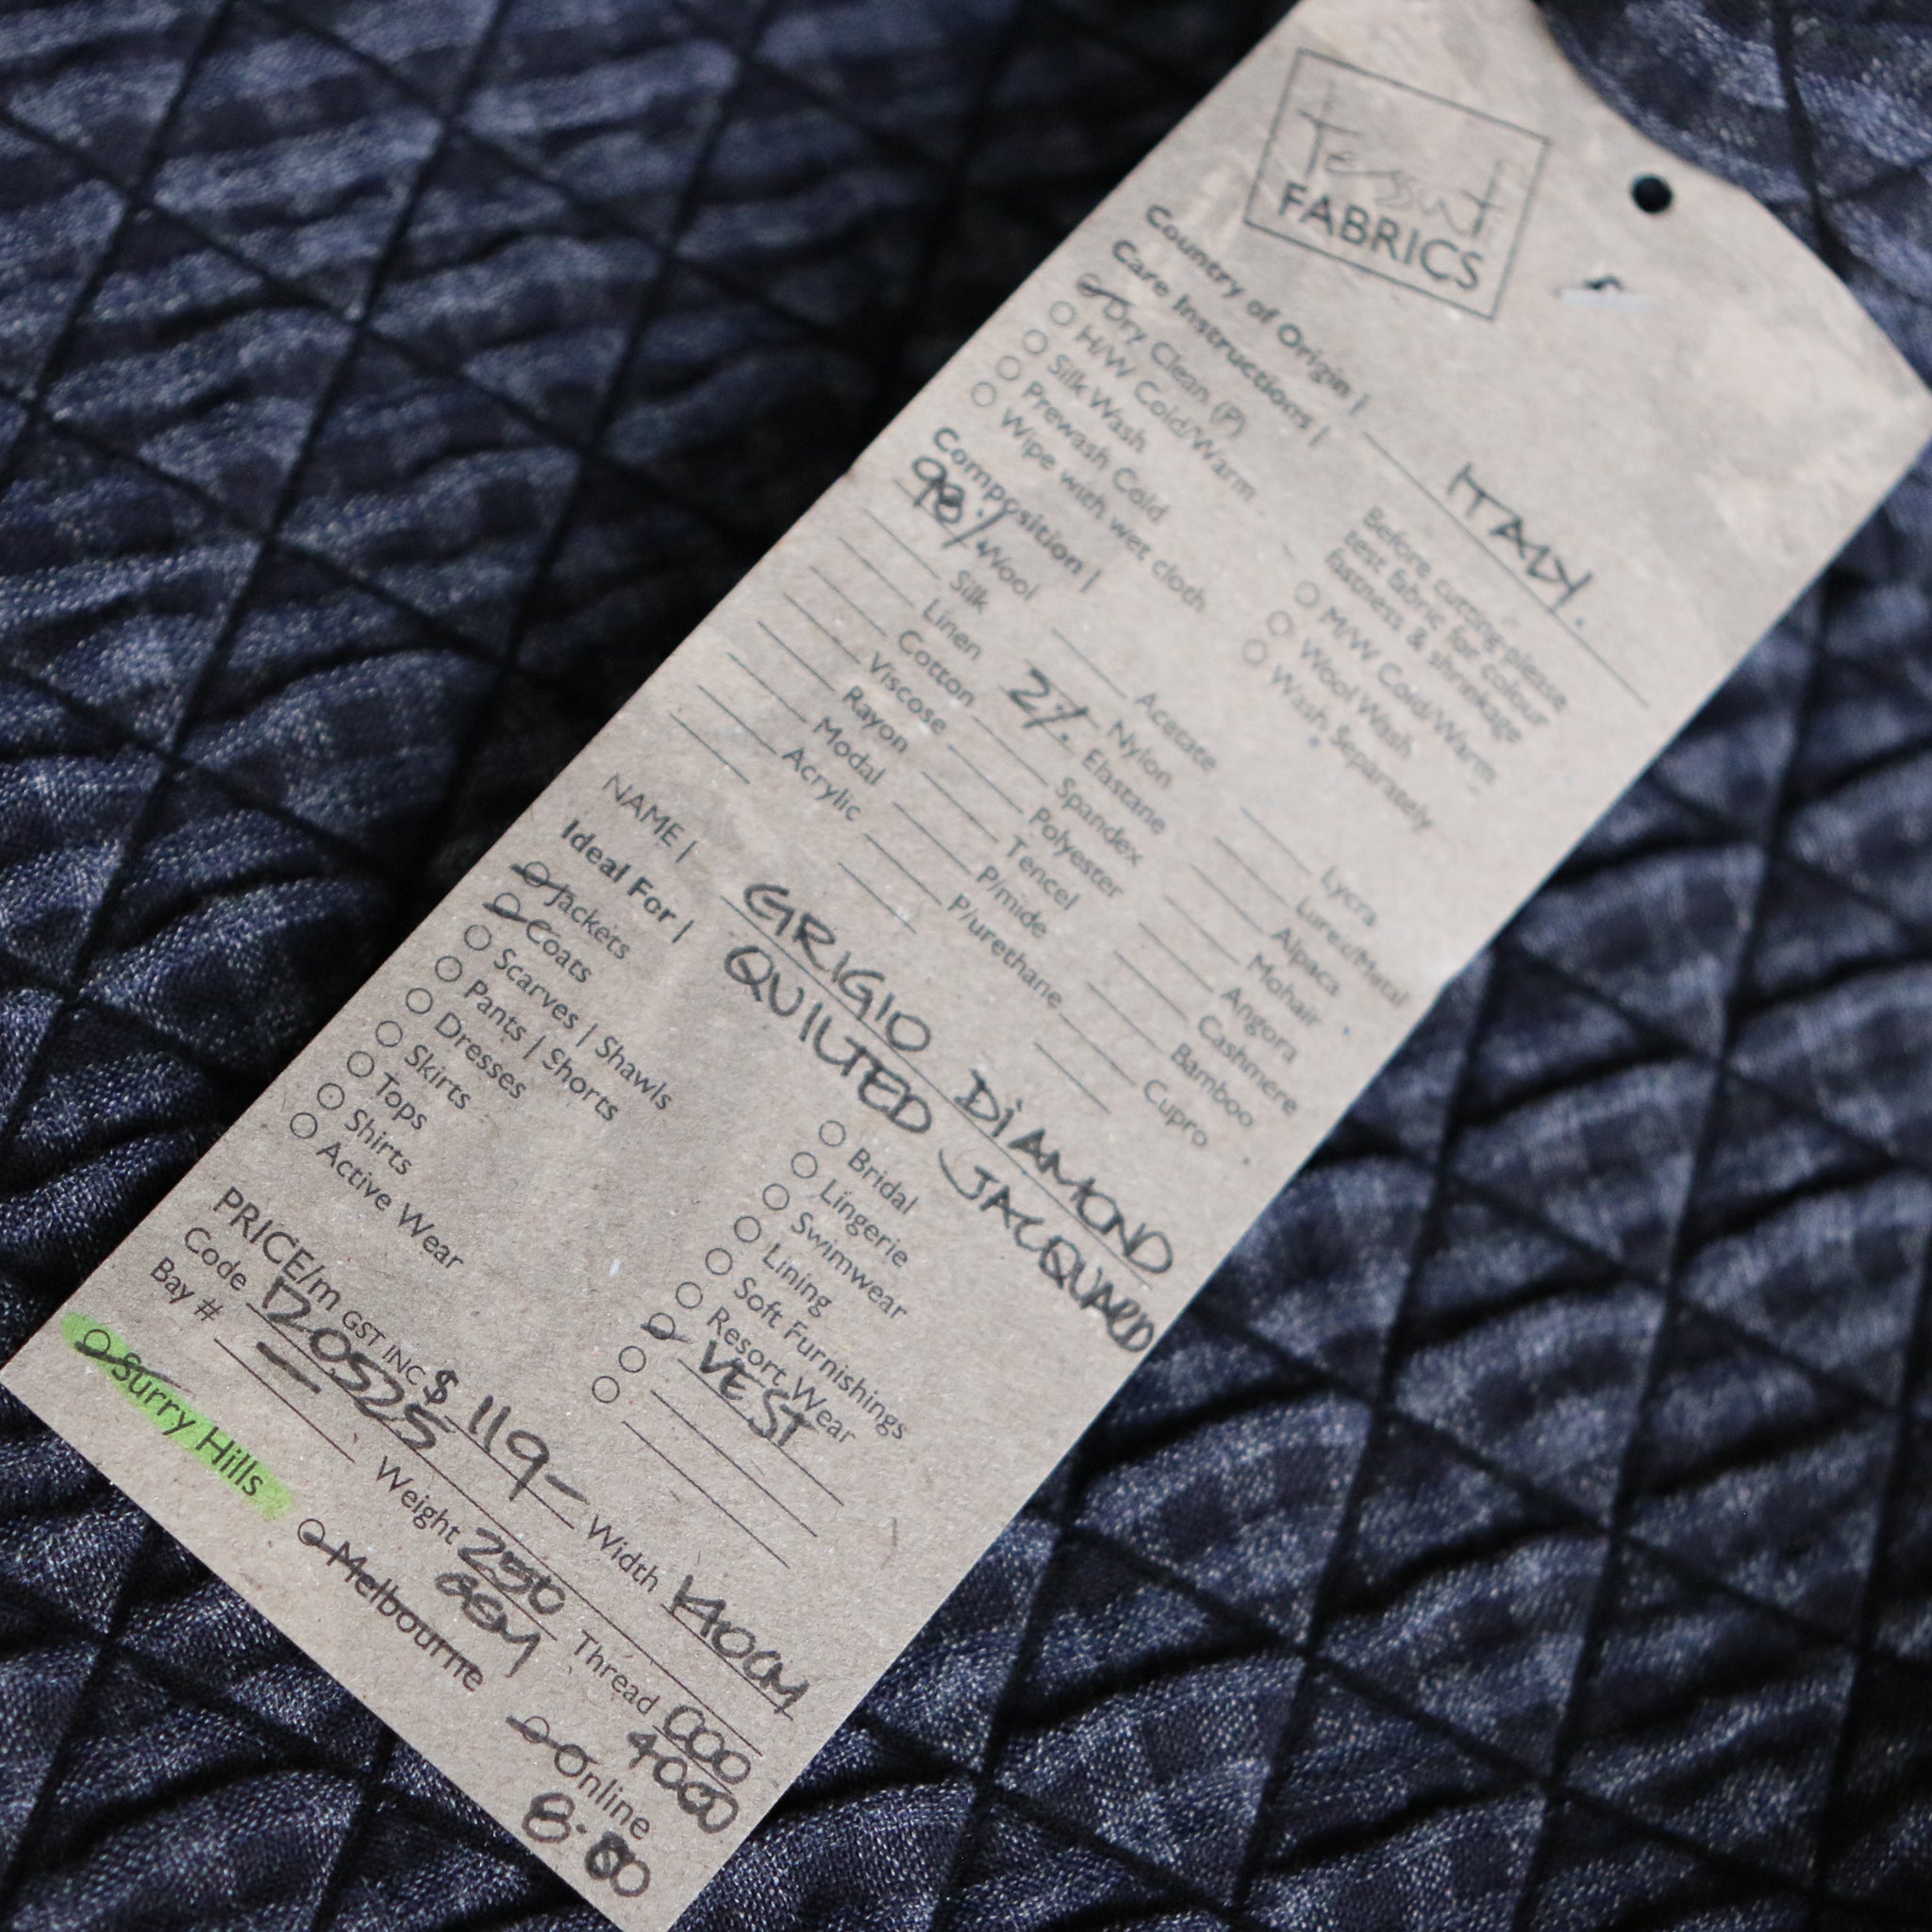 Tessuti
FABRICS
Country of Origin | ITALY.
Care Instructions |
Dry Clean (P)
H/W Cold/Warm
Silk Wash
Prewash Cold
Wipe with wet cloth
Before cutting please
test fabric for colour
fastness & shrinkage
M/W Cold/Warm
Wool Wash
Wash Separately
Composition |
98% Wool
Silk
Linen
Cotton
Viscose
Rayon
Modal
Acrylic
Acetate
Nylon
2% Elastane
Spandex
Polyester
Tencel
P/mide
P/urethane
Lycra
Lurex/Metal
Alpaca
Mohair
Angora
Cashmere
Bamboo
Cupro
NAME | GRIGIO DIAMOND
QUILTED JACQUARD
Ideal For |
Jackets
Coats
Scarves | Shawls
Pants | Shorts
Dresses
Skirts
Tops
Shirts
Active Wear
Bridal
Lingerie
Swimwear
Lining
Soft Furnishings
Resort Wear
VEST
PRICE/m GST INC $ 119- Width 140CM
Code 120525 Weight 250 GSM Thread 000
4000
Bay # —
Surry Hills Melbourne Online
8.80